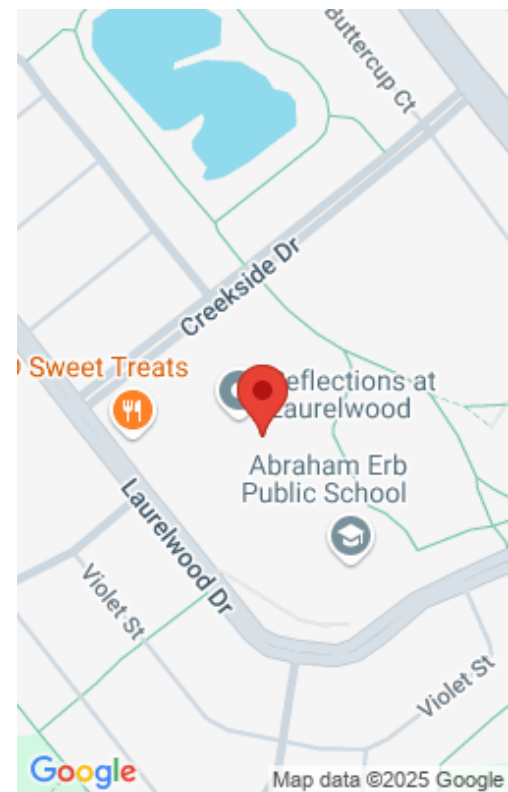 Buttercup Ct
Creekside Dr
Sweet Treats
eflections at
Laurelwood
Abraham Erb
Public School
Laurelwood Dr
Violet St
Violet St
Google
Map data ©2025 Google